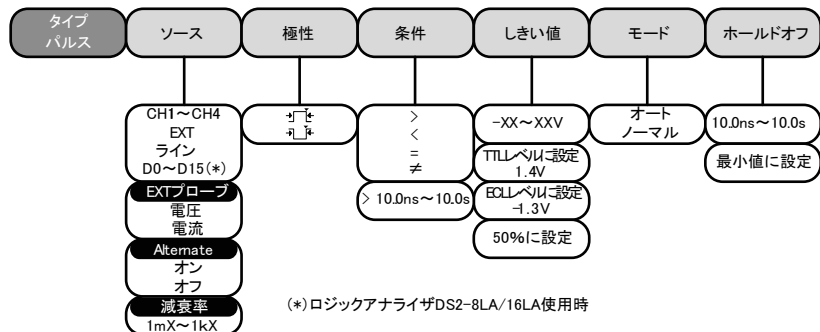 タイプ
パルス
ソース
極性
条件
しきい値
モード
ホールドオフ
CH1～CH4
EXT
ライン
D0～D15(*)
EXTプローブ
電圧
電流
Alternate
オン
オフ
減衰率
1mX～1kX
>
<
=
≠
> 10.0ns～10.0s
-XX～XXV
TTLレベルに設定
1.4V
ECLレベルに設定
-1.3V
50%に設定
オート
ノーマル
10.0ns～10.0s
最小値に設定
(*)ロジックアナライザDS2-8LA/16LA使用時